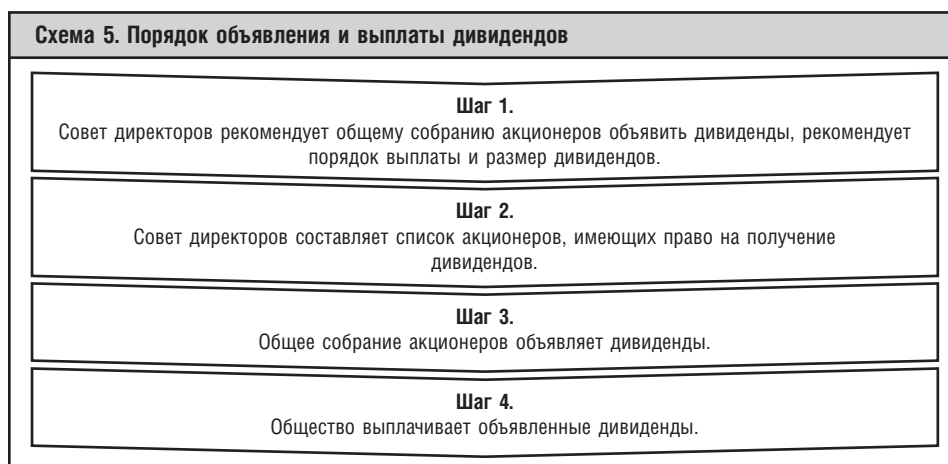 Схема 5. Порядок объявления и выплаты дивидендов
Шаг 1.
Совет директоров рекомендует общему собранию акционеров объявить дивиденды, рекомендует
порядок выплаты и размер дивидендов.
Шаг 2.
Совет директоров составляет список акционеров, имеющих право на получение
дивидендов.
Шаг 3.
Общее собрание акционеров объявляет дивиденды.
Шаг 4.
Общество выплачивает объявленные дивиденды.